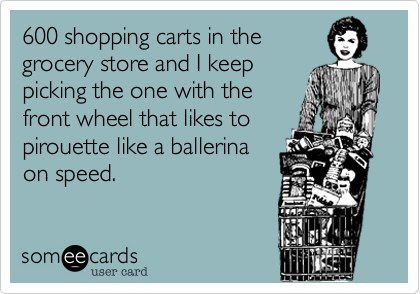 600 shopping carts in the
grocery store and I keep
picking the one with the
front wheel that likes to
pirouette like a ballerina
on speed.
PULP
someecards
user card